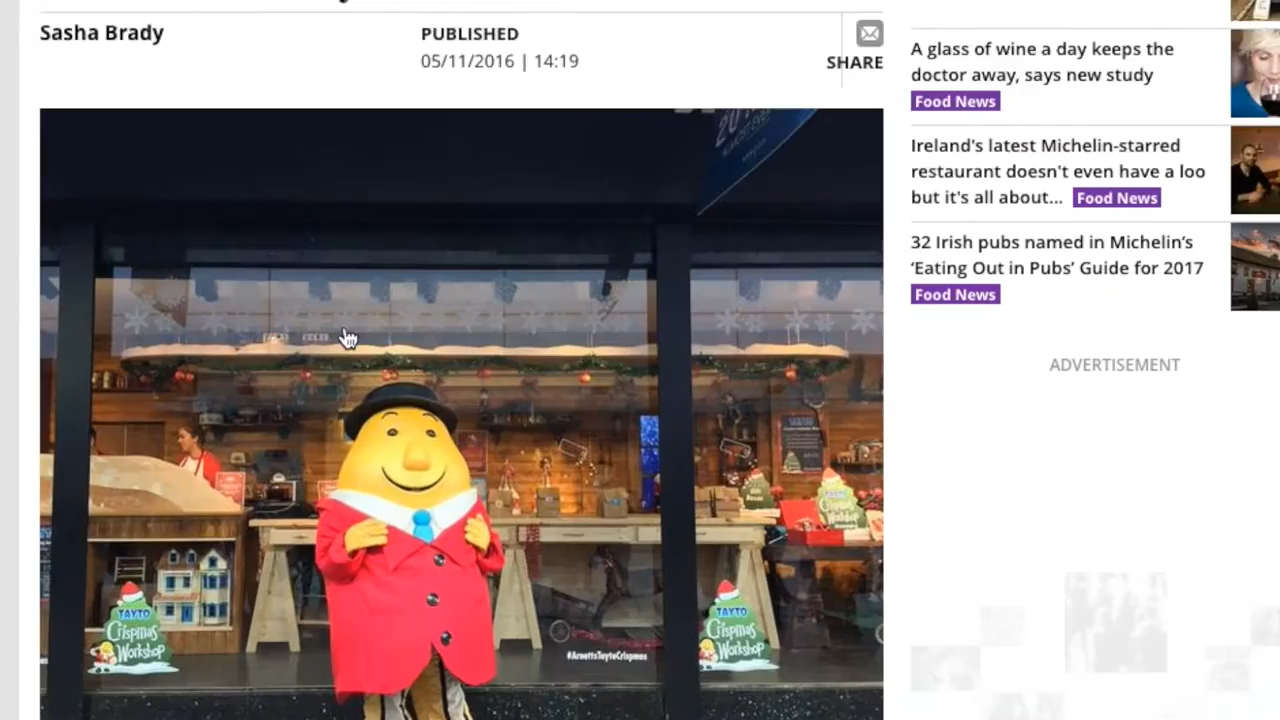 Sasha Brady
PUBLISHED
05/11/2016 | 14:19
SHARE
A glass of wine a day keeps the
doctor away, says new study
Food News
Ireland's latest Michelin-starred
restaurant doesn't even have a loo
but it's all about... Food News
32 Irish pubs named in Michelin's
‘Eating Out in Pubs’ Guide for 2017
Food News
ADVERTISEMENT
TAYTO
Crispmas
Workshop
#ArnottsTaytoCrispmas
TAYTO
Crispmas
Workshop